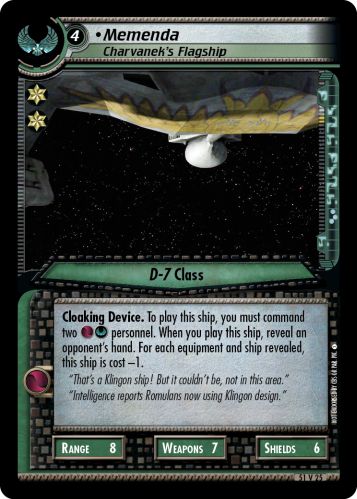 4
•Memenda
Charvanek's Flagship
D-7 Class
Cloaking Device. To play this ship, you must command
two personnel. When you play this ship, reveal an
opponent's hand. For each equipment and ship revealed,
this ship is cost –1.
"That's a Klingon ship! But it couldn't be, not in this area."
"Intelligence reports Romulans now using Klingon design."
RANGE 8 WEAPONS 7 SHIELDS 6
51 V 25